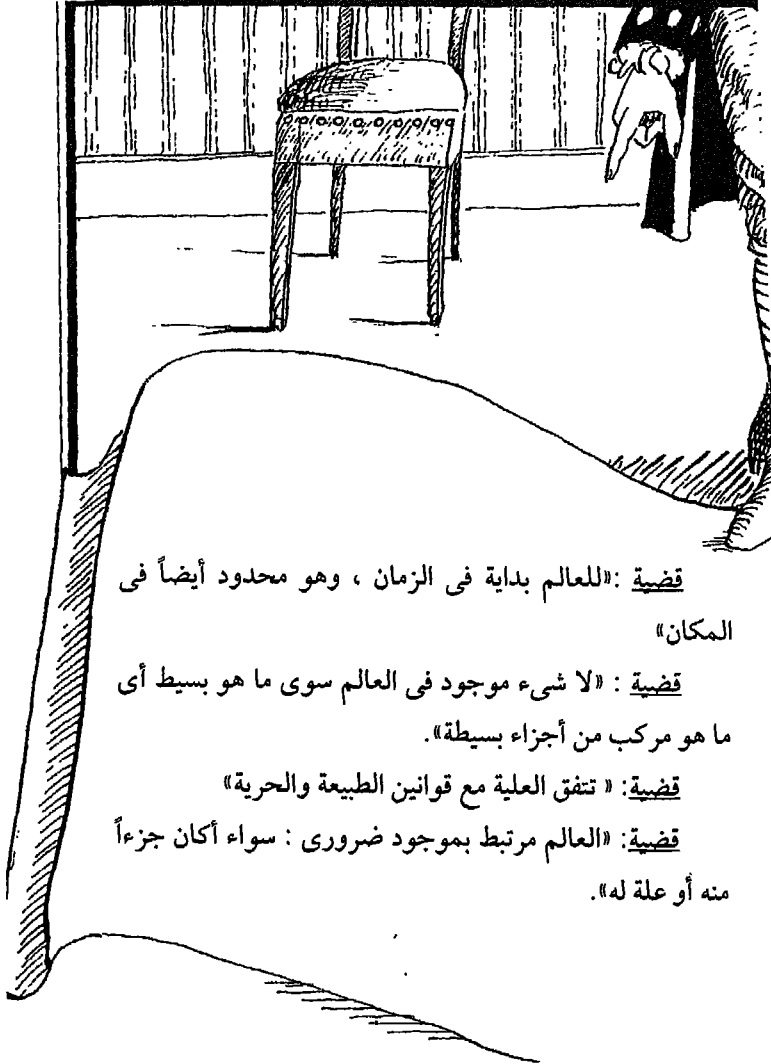 قضية :«للعالم بداية فى الزمان ، وهو محدود أيضاً فى
المكان»
قضية : «لا شىء موجود فى العالم سوى ما هو بسيط أى
ما هو مركب من أجزاء بسيطة».
قضية: « تتفق العلية مع قوانين الطبيعة والحرية»
قضية: «العالم مرتبط بموجود ضرورى : سواء أكان جزءاً
منه أو علة له».